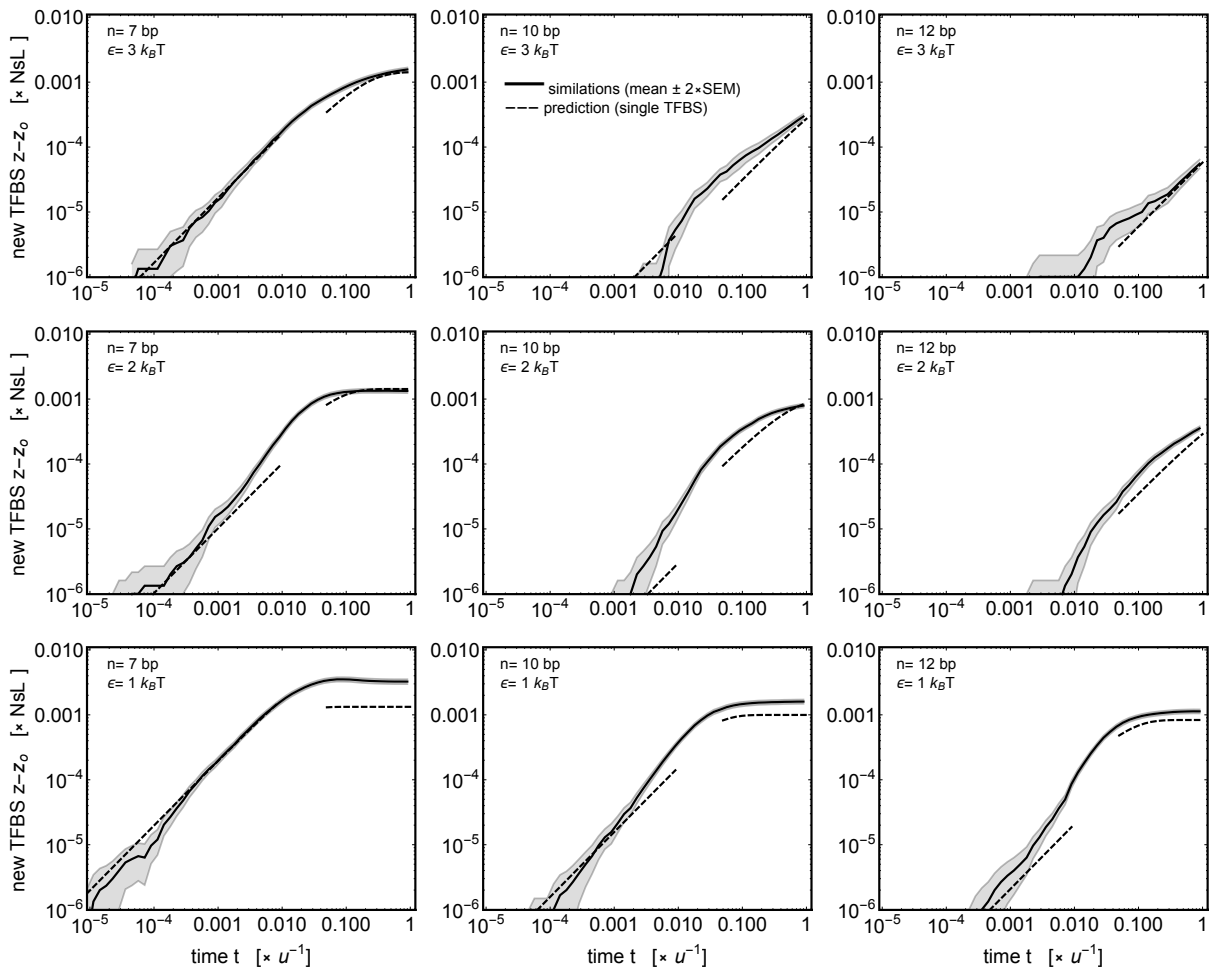 n= 7 bp
ϵ= 3 k_BT
n= 10 bp
ϵ= 3 k_BT
n= 12 bp
ϵ= 3 k_BT
similations (mean ± 2×SEM)
prediction (single TFBS)
new TFBS z−z_o [× NsL]
0.010
0.001
10⁻⁴
10⁻⁵
10⁻⁶
10⁻⁵ 10⁻⁴ 0.001 0.010 0.100 1
10⁻⁵ 10⁻⁴ 0.001 0.010 0.100 1
10⁻⁵ 10⁻⁴ 0.001 0.010 0.100 1
0.010
0.001
10⁻⁴
10⁻⁵
10⁻⁶
0.010
0.001
10⁻⁴
10⁻⁵
10⁻�6
n= 7 bp
ϵ= 2 k_BT
n= 10 bp
ϵ= 2 k_BT
n= 12 bp
ϵ= 2 k_BT
new TFBS z−z_o [× NsL]
0.010
0.001
10⁻⁴
10⁻⁵
10⁻⁶
10⁻⁵ 10⁻⁴ 0.001 0.010 0.100 1
10⁻⁵ 10⁻⁴ 0.001 0.010 0.100 1
10⁻⁵ 10⁻⁴ 0.001 0.010 0.100 1
0.010
0.001
10⁻⁴
10⁻⁵
10⁻⁶
0.010
0.001
10⁻⁴
10⁻⁵
10⁻⁶
n= 7 bp
ϵ= 1 k_BT
n= 10 bp
ϵ= 1 k_BT
n= 12 bp
ϵ= 1 k_BT
new TFBS z−z_o [× NsL]
0.010
0.001
10⁻⁴
10⁻⁵
10⁻⁶
10⁻⁵ 10⁻⁴ 0.001 0.010 0.100 1
10⁻⁵ 10⁻⁴ 0.001 0.010 0.100 1
10⁻⁵ 10⁻⁴ 0.001 0.010 0.100 1
0.010
0.001
10⁻⁴
10⁻⁵
10⁻⁶
0.010
0.001
10⁻⁴
10⁻⁵
10⁻⁶
time t [× u⁻¹]
time t [× u⁻¹]
time t [× u⁻¹]